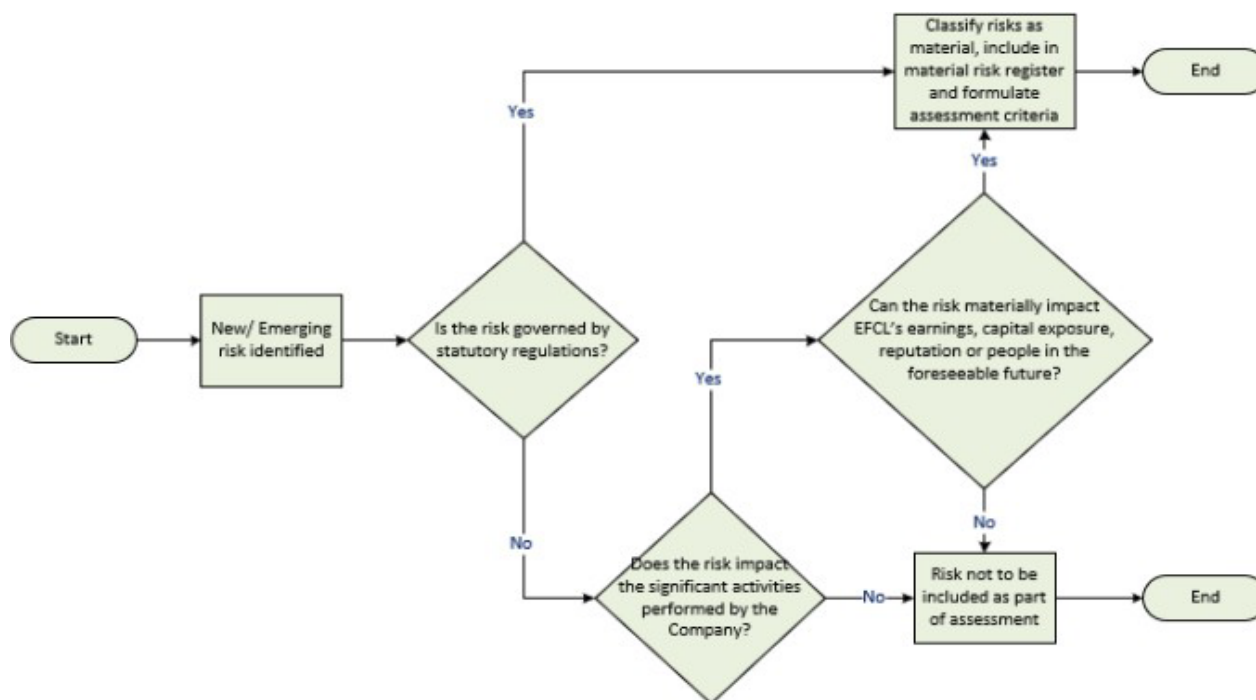 Classify risks as
material, include in
material risk register
and formulate
assessment criteria
End
Yes
Yes
Start
New/ Emerging
risk identified
Is the risk governed by
statutory regulations?
Can the risk materially impact
EFCL's earnings, capital exposure,
reputation or people in the
foreseeable future?
Yes
No
No
Does the risk impact
the significant activities
performed by the
Company?
No
Risk not to be
included as part
of assessment
End